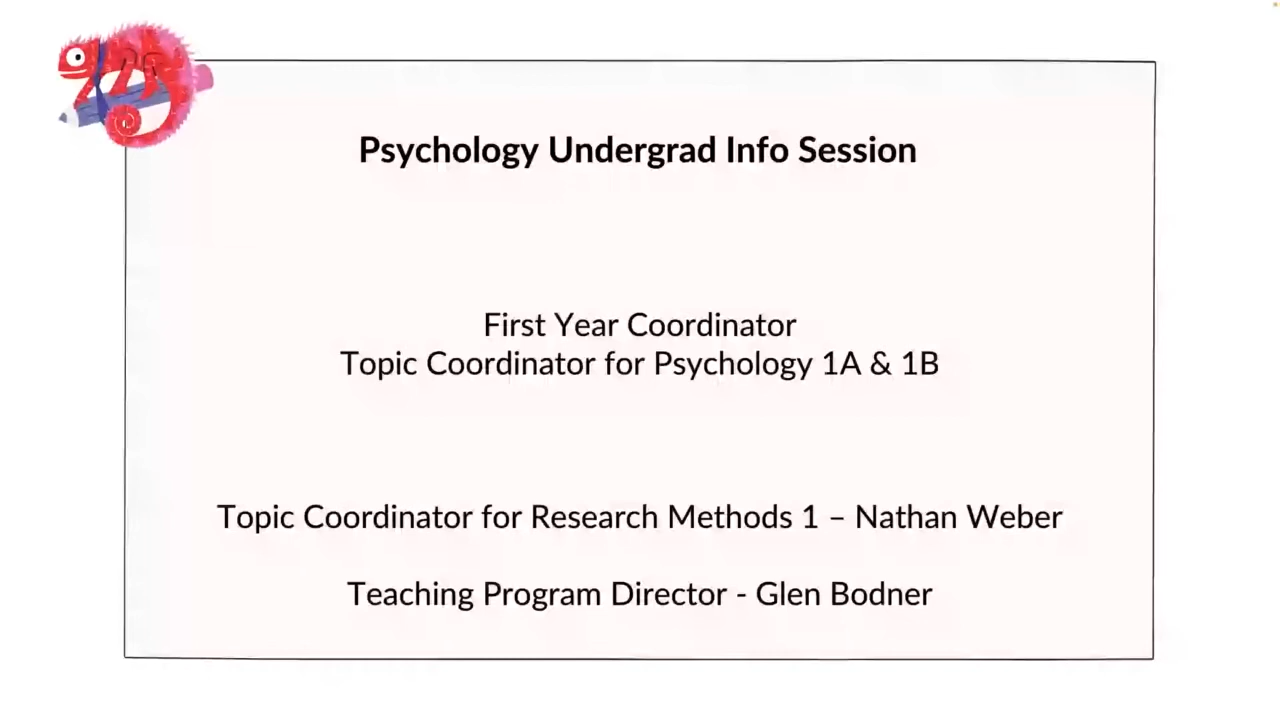 Psychology Undergrad Info Session
First Year Coordinator
Topic Coordinator for Psychology 1A & 1B
Topic Coordinator for Research Methods 1 – Nathan Weber
Teaching Program Director - Glen Bodner